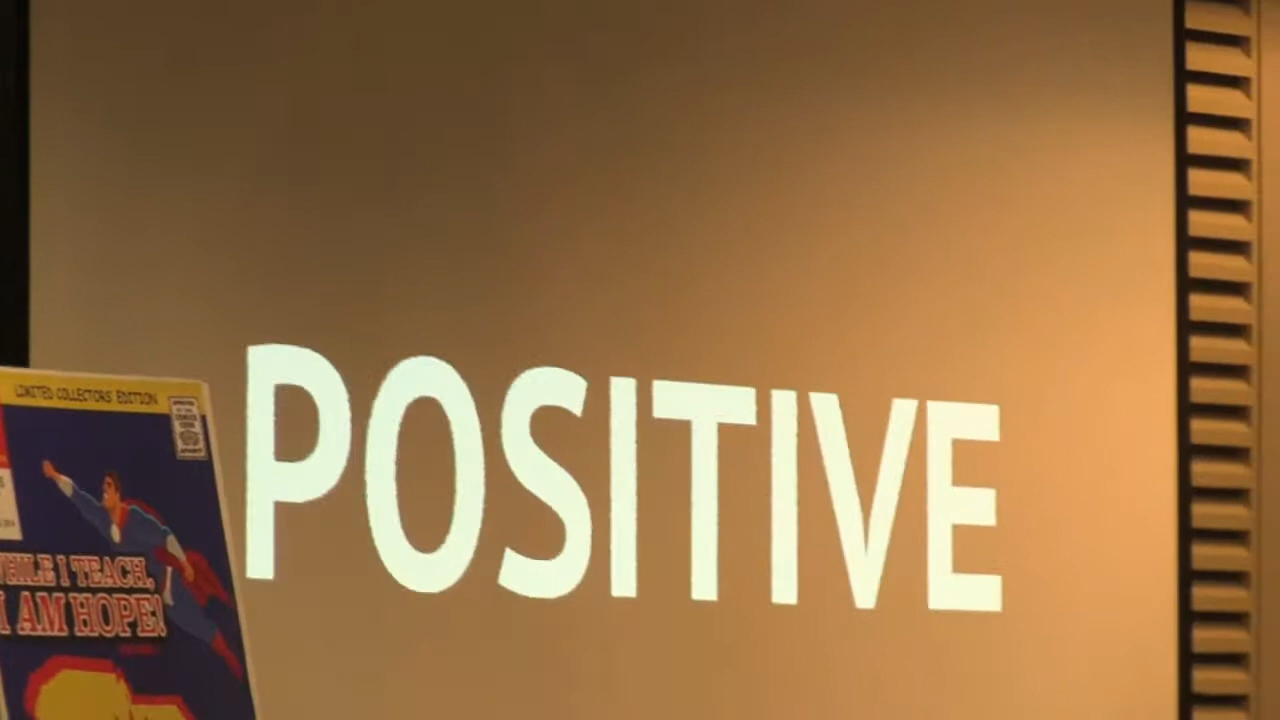 POSITIVE
LIMITED COLLECTORS' EDITION
HILE I TEACH,
I AM HOPE!